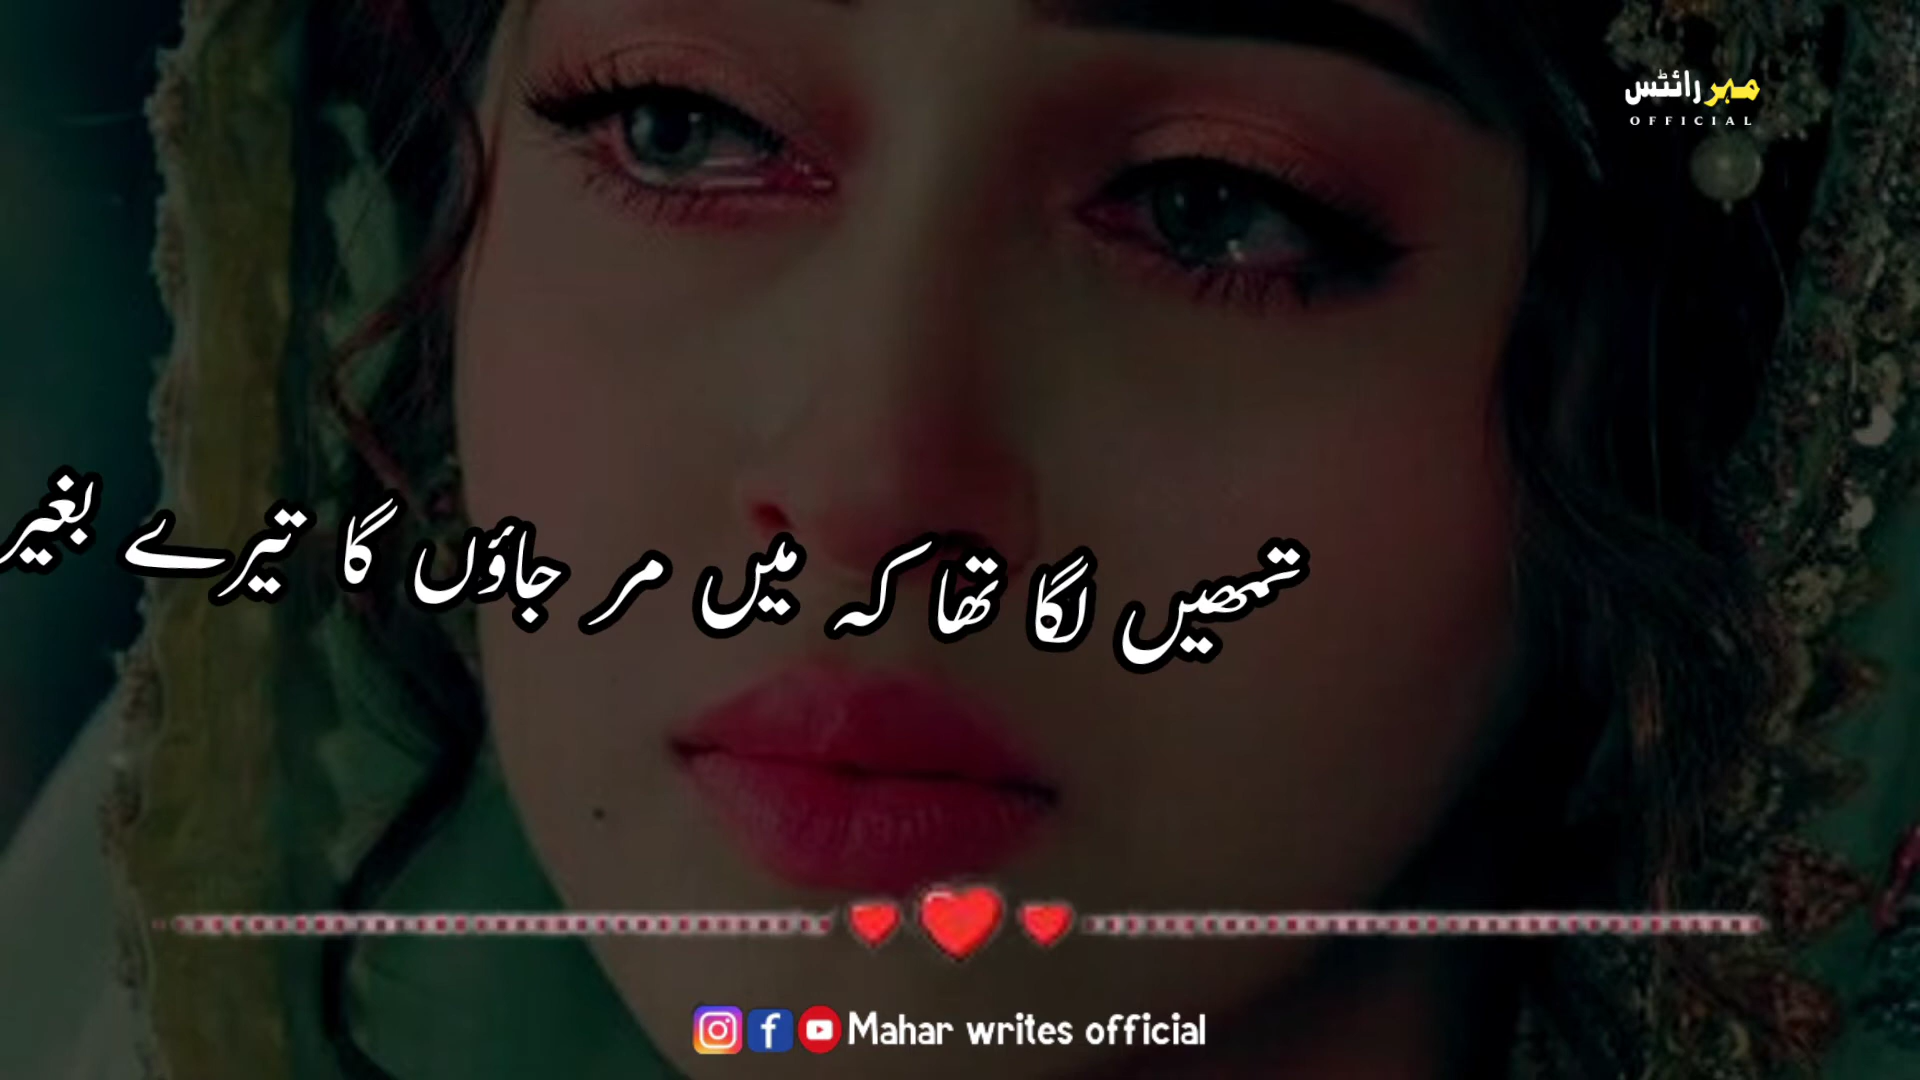 مہر رائٹس
OFFICIAL
تمھیں لگا تھا کہ میں مر جاؤں گا تیرے بغیر
Mahar writes official